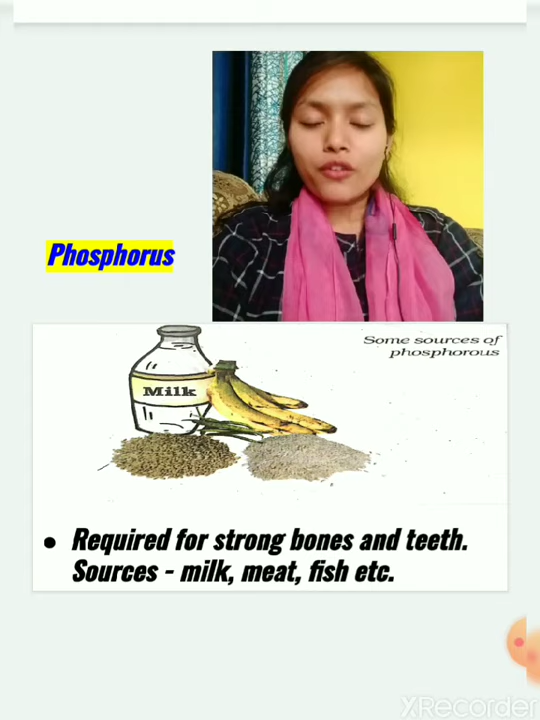 Phosphorus
Some sources of
phosphorous
Milk
• Required for strong bones and teeth.
Sources - milk, meat, fish etc.
XRecorder